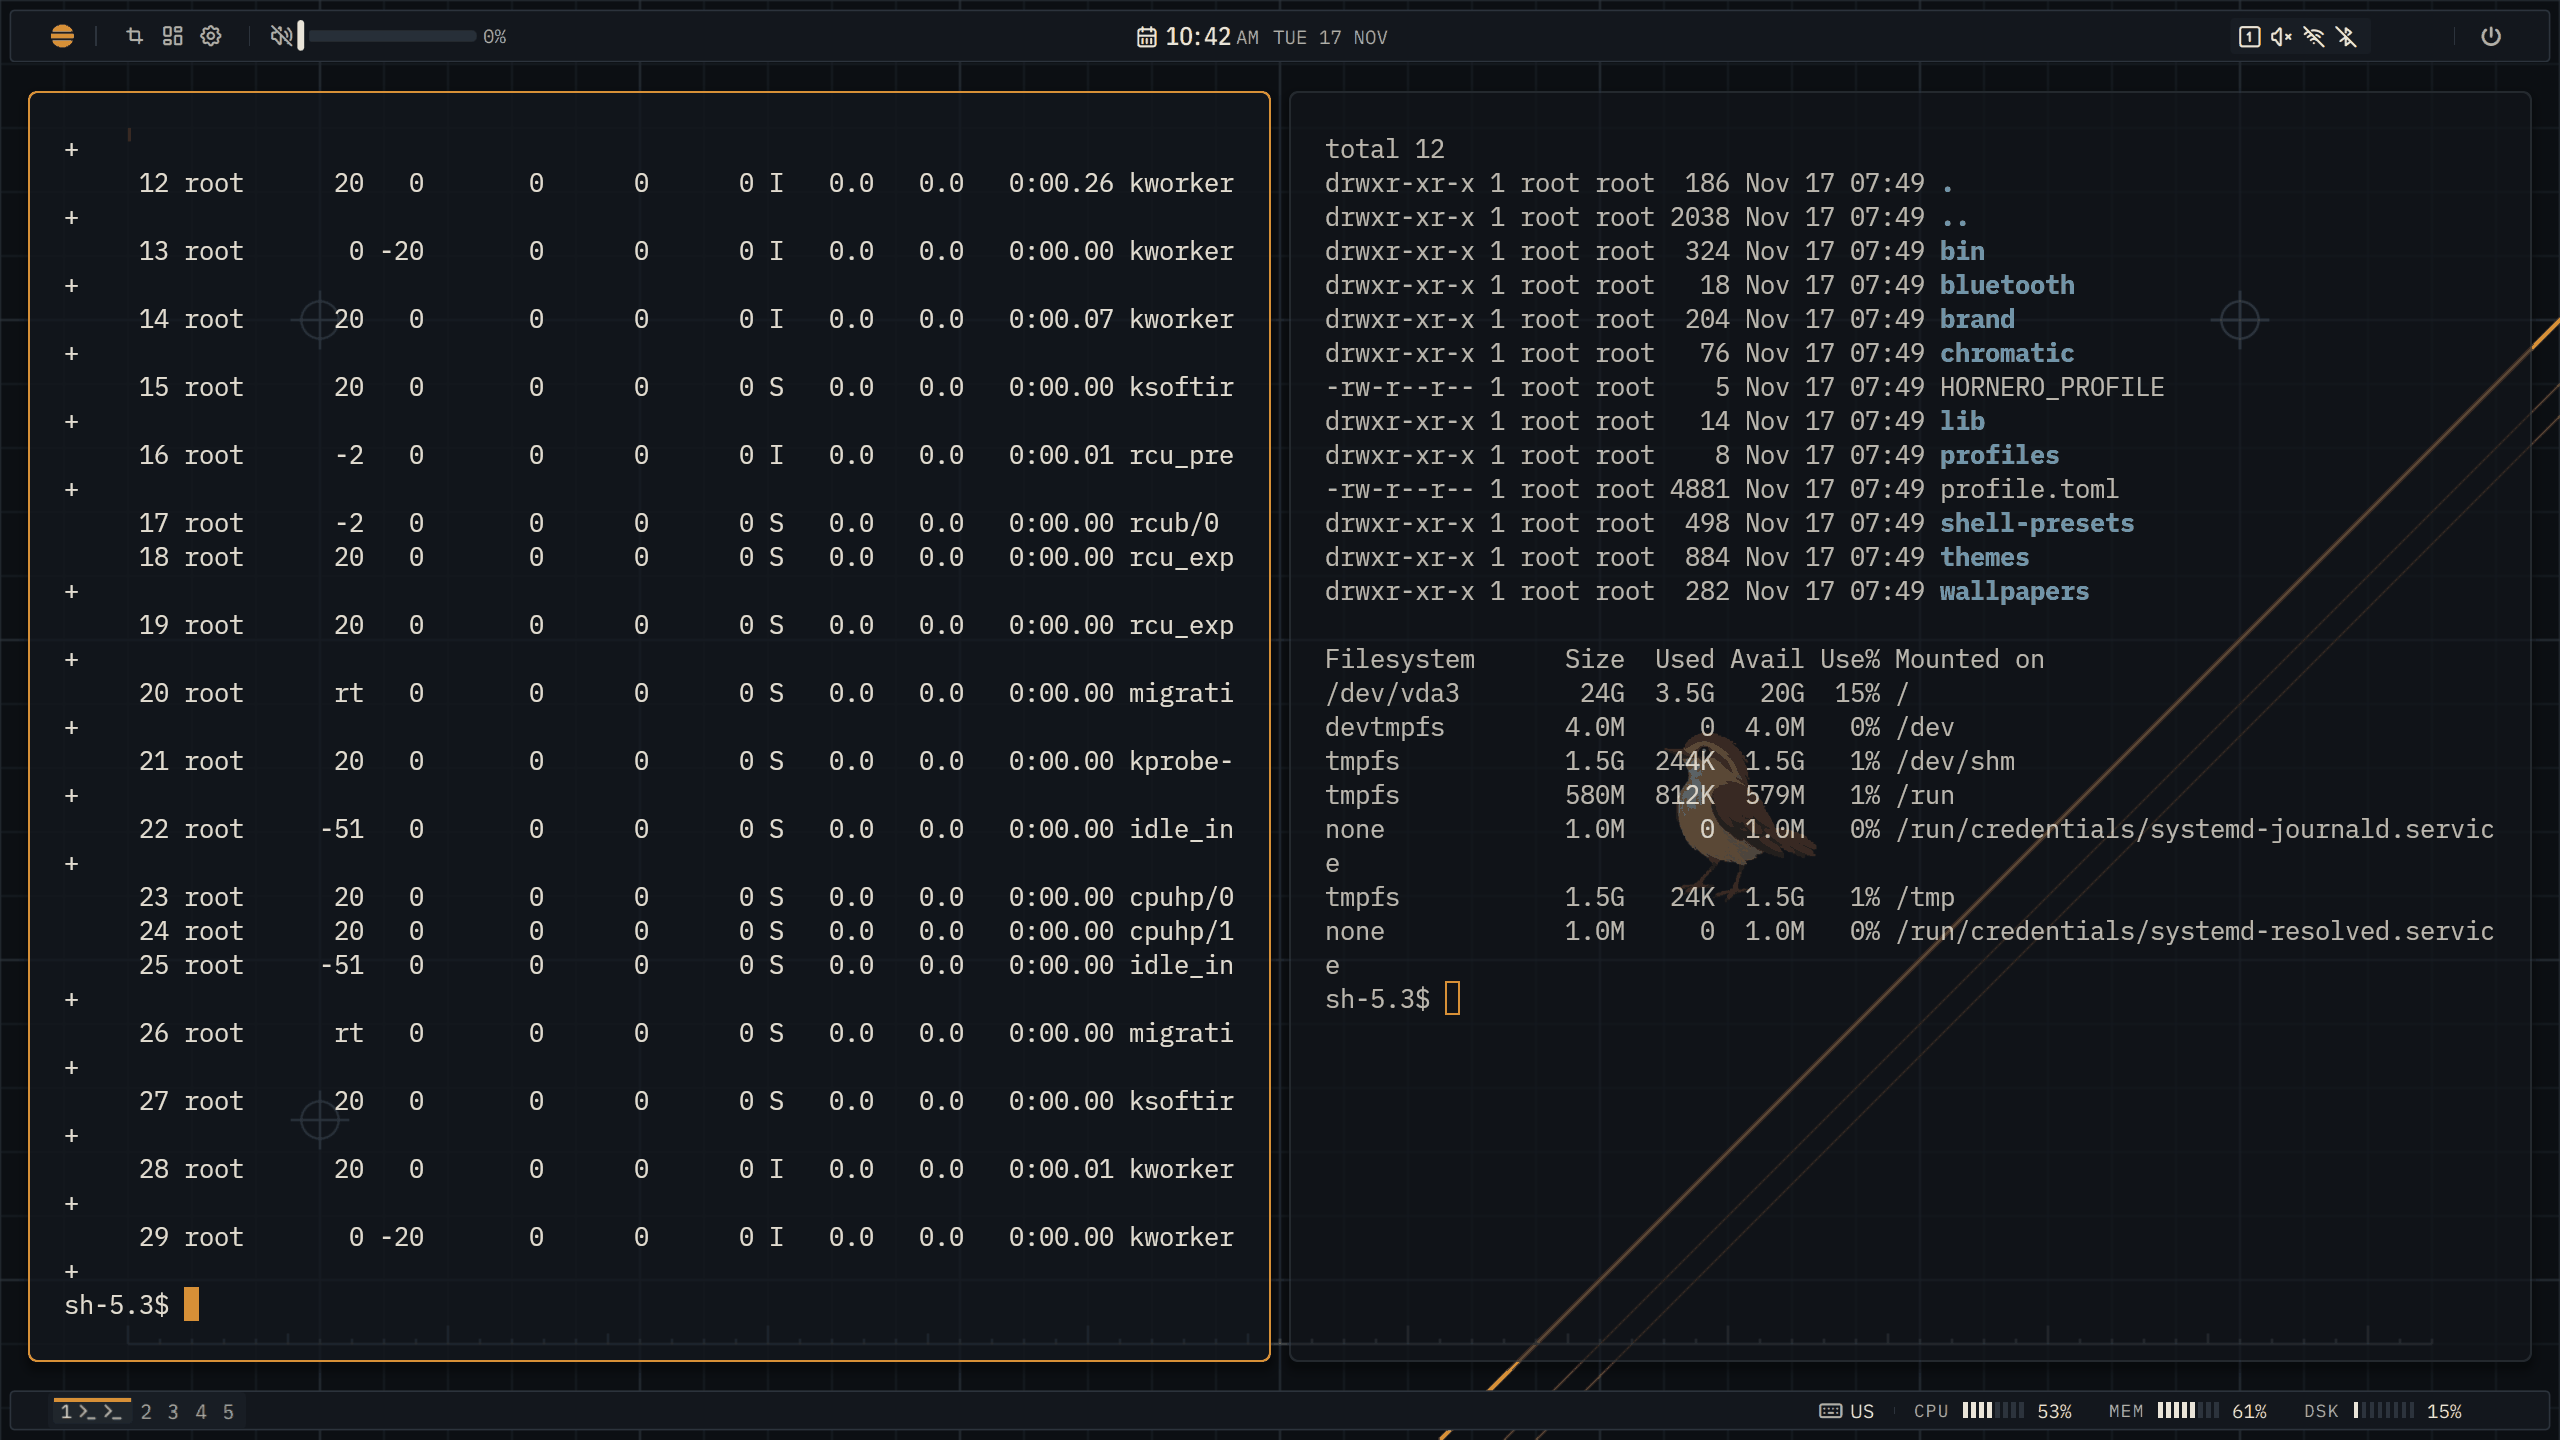 0%
10:42 AM TUE 17 NOV
1
+
12 root 20 0 0 0 0 I 0.0 0.0 0:00.26 kworker
+
13 root 0 -20 0 0 0 I 0.0 0.0 0:00.00 kworker
+
14 root 20 0 0 0 0 I 0.0 0.0 0:00.07 kworker
+
15 root 20 0 0 0 0 S 0.0 0.0 0:00.00 ksoftir
+
16 root -2 0 0 0 0 I 0.0 0.0 0:00.01 rcu_pre
+
17 root -2 0 0 0 0 S 0.0 0.0 0:00.00 rcub/0
18 root 20 0 0 0 0 S 0.0 0.0 0:00.00 rcu_exp
+
19 root 20 0 0 0 0 S 0.0 0.0 0:00.00 rcu_exp
+
20 root rt 0 0 0 0 S 0.0 0.0 0:00.00 migrati
+
21 root 20 0 0 0 0 S 0.0 0.0 0:00.00 kprobe-
+
22 root -51 0 0 0 0 S 0.0 0.0 0:00.00 idle_in
+
23 root 20 0 0 0 0 S 0.0 0.0 0:00.00 cpuhp/0
24 root 20 0 0 0 0 S 0.0 0.0 0:00.00 cpuhp/1
25 root -51 0 0 0 0 S 0.0 0.0 0:00.00 idle_in
+
26 root rt 0 0 0 0 S 0.0 0.0 0:00.00 migrati
+
27 root 20 0 0 0 0 S 0.0 0.0 0:00.00 ksoftir
+
28 root 20 0 0 0 0 I 0.0 0.0 0:00.01 kworker
+
29 root 0 -20 0 0 0 I 0.0 0.0 0:00.00 kworker
+
sh-5.3$
total 12
drwxr-xr-x 1 root root 186 Nov 17 07:49 .
drwxr-xr-x 1 root root 2038 Nov 17 07:49 ..
drwxr-xr-x 1 root root 324 Nov 17 07:49 bin
drwxr-xr-x 1 root root 18 Nov 17 07:49 bluetooth
drwxr-xr-x 1 root root 204 Nov 17 07:49 brand
drwxr-xr-x 1 root root 76 Nov 17 07:49 chromatic
-rw-r--r-- 1 root root 5 Nov 17 07:49 HORNERO_PROFILE
drwxr-xr-x 1 root root 14 Nov 17 07:49 lib
drwxr-xr-x 1 root root 8 Nov 17 07:49 profiles
-rw-r--r-- 1 root root 4881 Nov 17 07:49 profile.toml
drwxr-xr-x 1 root root 498 Nov 17 07:49 shell-presets
drwxr-xr-x 1 root root 884 Nov 17 07:49 themes
drwxr-xr-x 1 root root 282 Nov 17 07:49 wallpapers
Filesystem Size Used Avail Use% Mounted on
/dev/vda3 24G 3.5G 20G 15% /
devtmpfs 4.0M 0 4.0M 0% /dev
tmpfs 1.5G 244K 1.5G 1% /dev/shm
tmpfs 580M 812K 579M 1% /run
none 1.0M 0 1.0M 0% /run/credentials/systemd-journald.servic
e
tmpfs 1.5G 24K 1.5G 1% /tmp
none 1.0M 0 1.0M 0% /run/credentials/systemd-resolved.servic
e
sh-5.3$
1 2 3 4 5
US CPU 53% MEM 61% DSK 15%